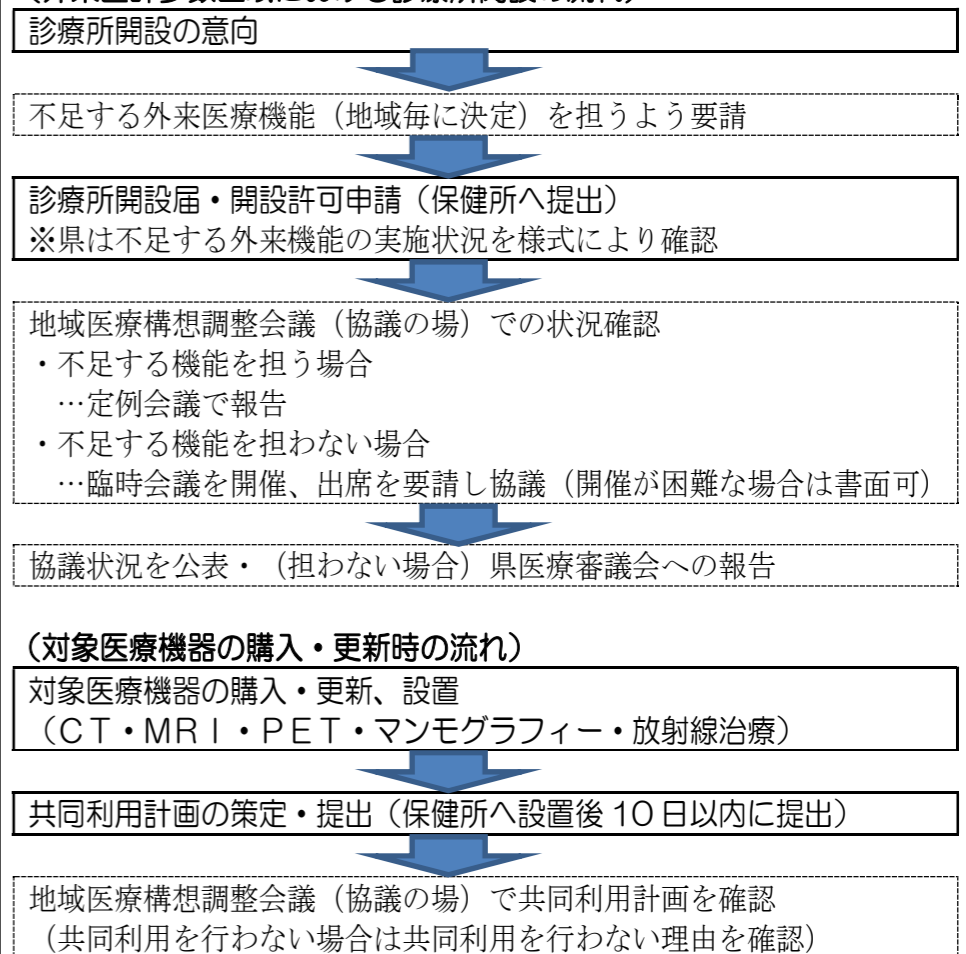 診療所開設の意向
不足する外来医療機能（地域毎に決定）を担うよう要請
診療所開設届・開設許可申請（保健所へ提出）
※県は不足する外来機能の実施状況を様式により確認
地域医療構想調整会議（協議の場）での状況確認
・不足する機能を担う場合
…定例会議で報告
・不足する機能を担わない場合
…臨時会議を開催、出席を要請し協議（開催が困難な場合は書面可）
協議状況を公表・（担わない場合）県医療審議会への報告
（対象医療機器の購入・更新時の流れ）
対象医療機器の購入・更新、設置
（ＣＴ・ＭＲＩ・ＰＥＴ・マンモグラフィー・放射線治療）
共同利用計画の策定・提出（保健所へ設置後１０日以内に提出）
地域医療構想調整会議（協議の場）で共同利用計画を確認
（共同利用を行わない場合は共同利用を行わない理由を確認）